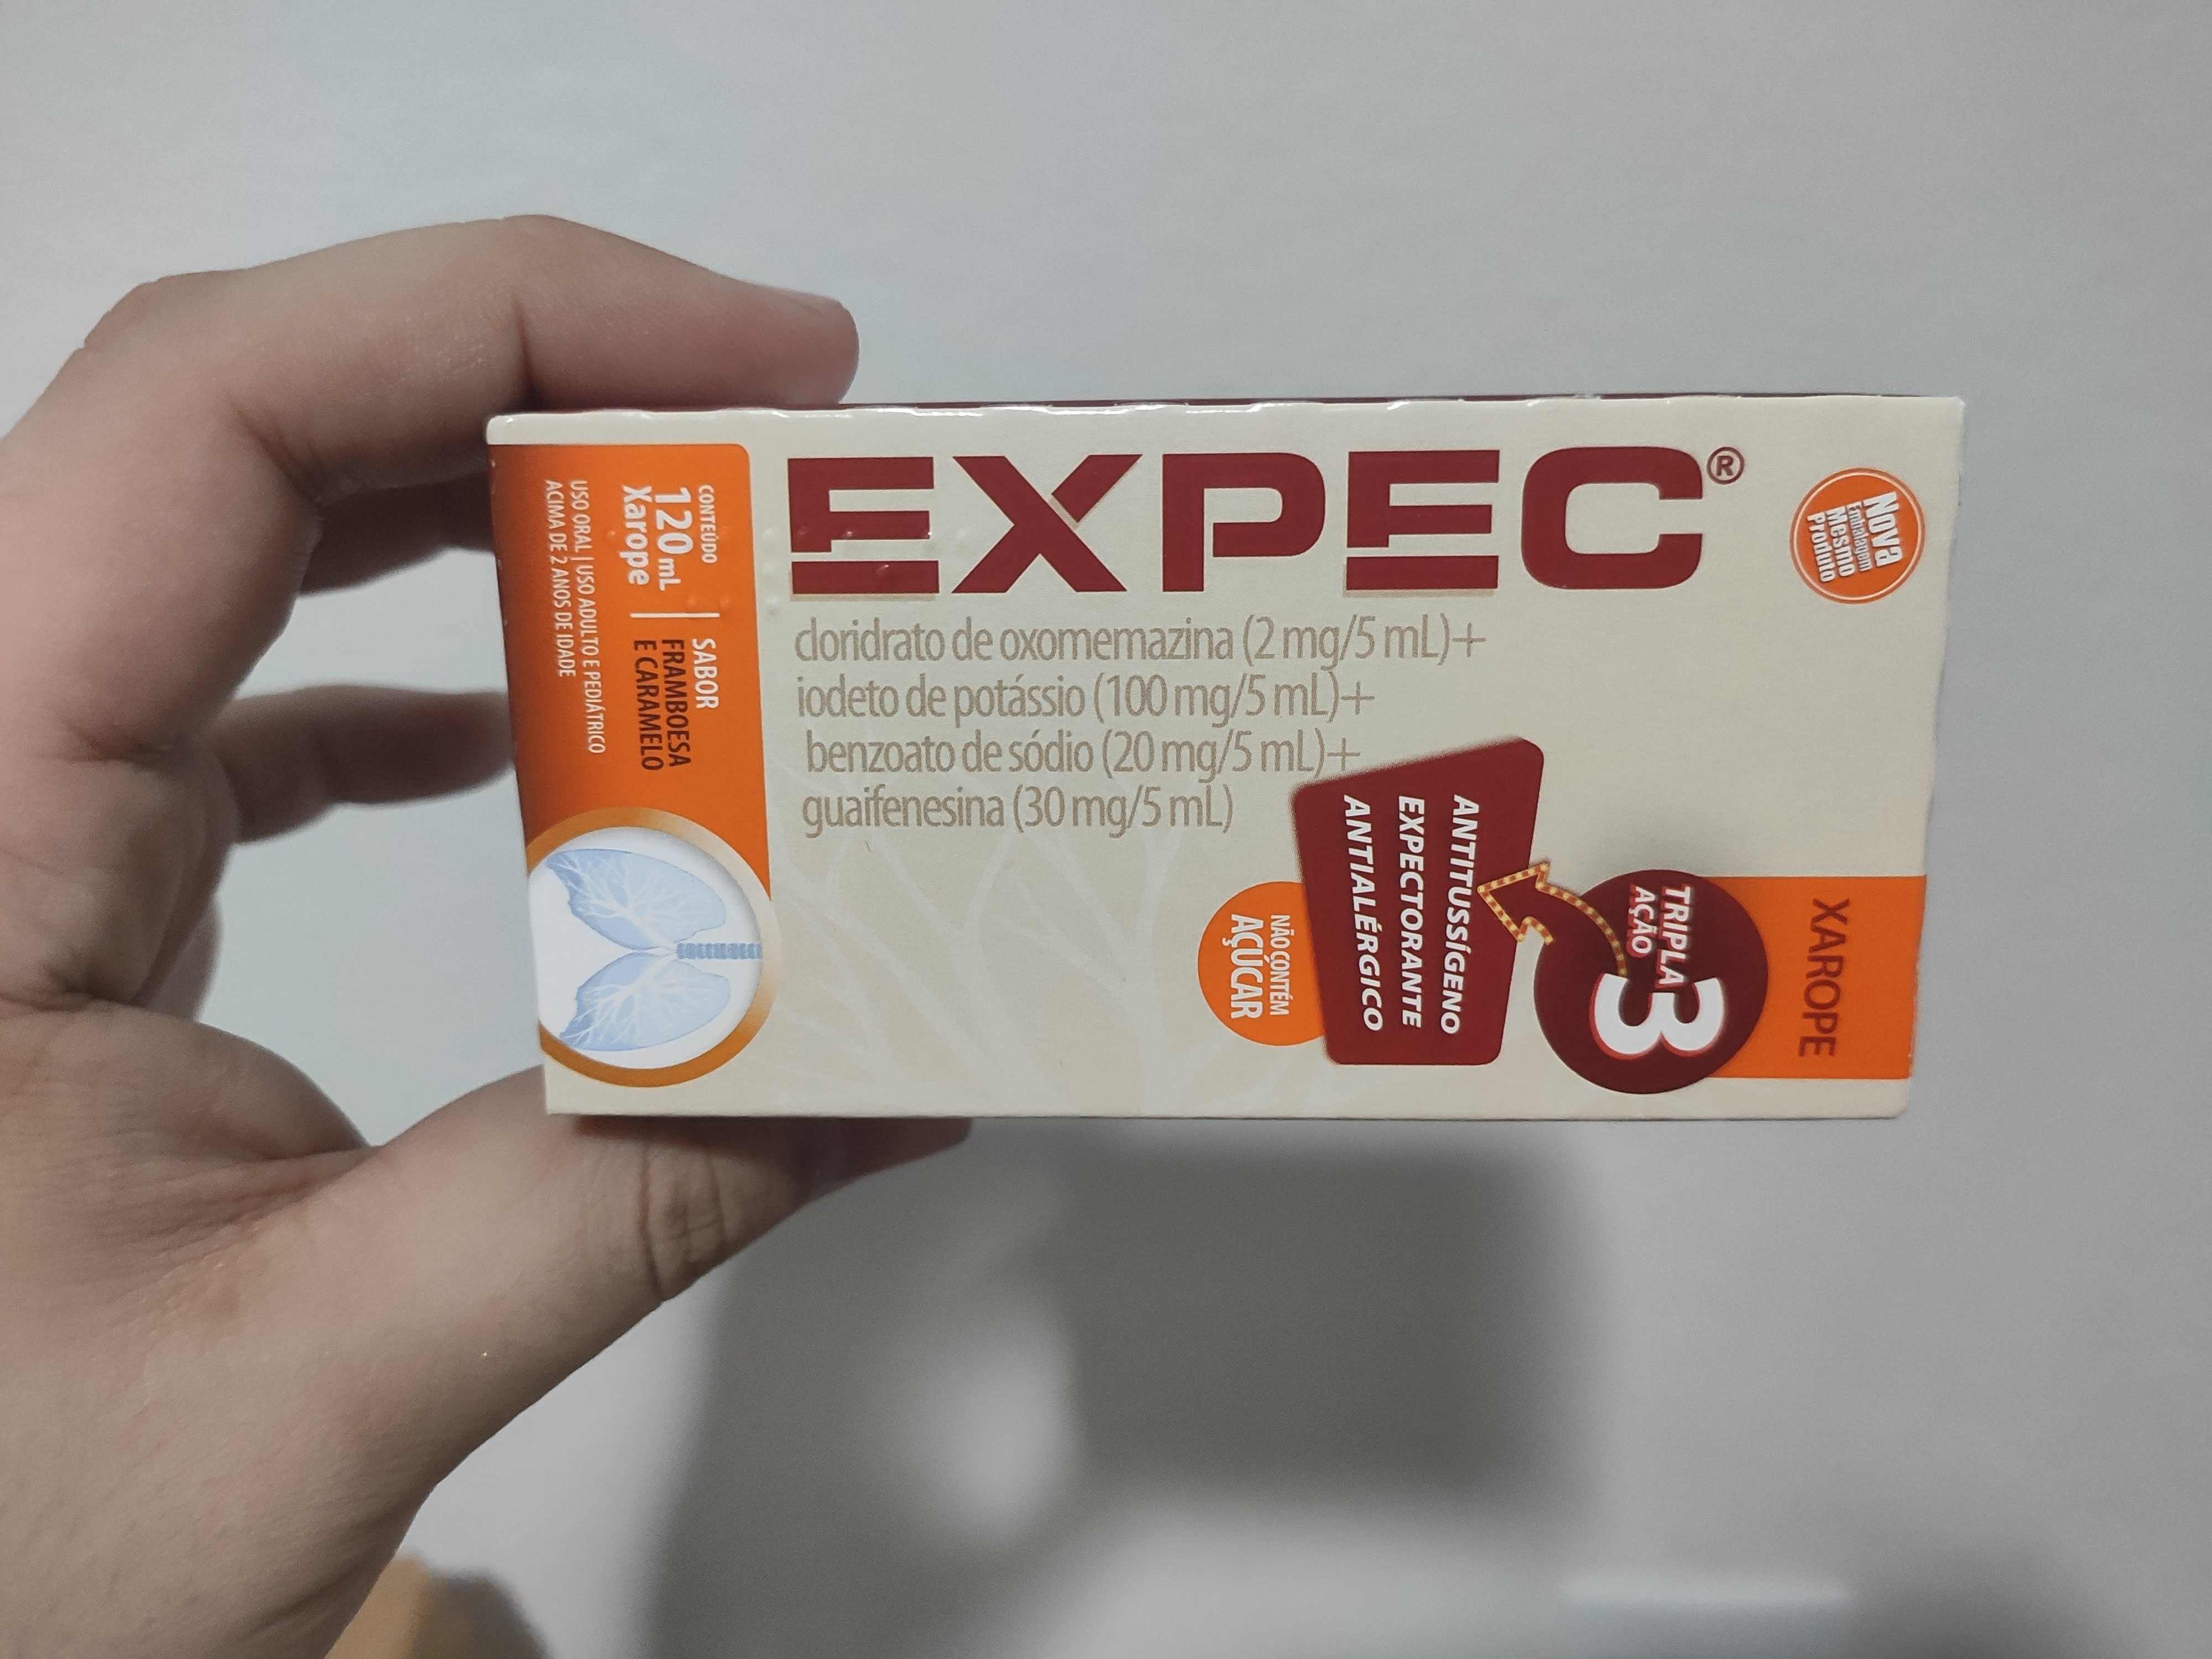 EXPEC®
cloridrato de oxomemazina (2 mg/5 mL)+
iodeto de potássio (100 mg/5 mL)+
benzoato de sódio (20 mg/5 mL)+
guaifenesina (30 mg/5 mL)
Nova
Embalagem
Mesmo
Produto
XAROPE
3
TRIPLA
AÇÃO
ANTITUSSÍGENO
EXPECTORANTE
ANTIALÉRGICO
NÃO CONTÉM
AÇÚCAR
CONTEÚDO
120 mL
Xarope
SABOR
FRAMBOESA
E CARAMELO
USO ORAL | USO ADULTO E PEDIÁTRICO
ACIMA DE 2 ANOS DE IDADE